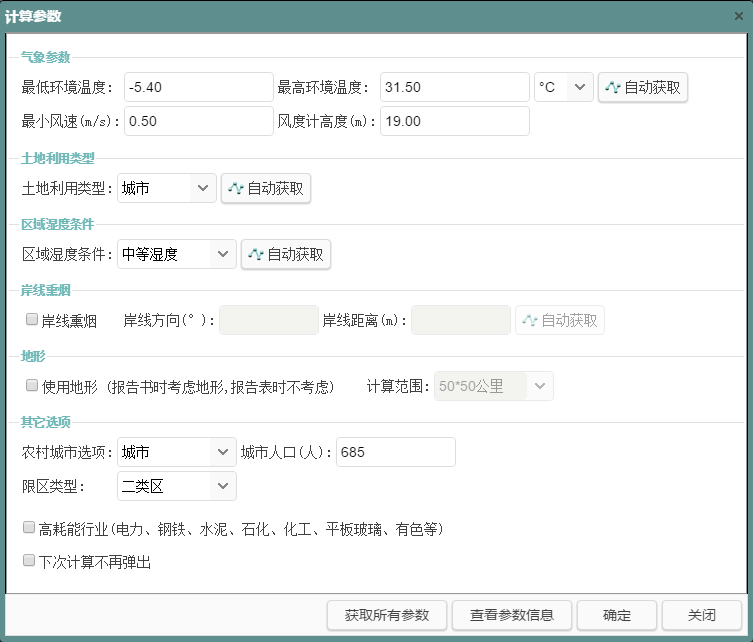 计算参数
气象参数
最低环境温度: -5.40 最高环境温度: 31.50 °C 自动获取
最小风速(m/s): 0.50 风度计高度(m): 19.00
土地利用类型
土地利用类型: 城市 自动获取
区域湿度条件
区域湿度条件: 中等湿度 自动获取
岸线重烟
岸线熏烟 岸线方向(°): 岸线距离(m): 自动获取
地形
使用地形 (报告书时考虑地形,报告表时不考虑) 计算范围: 50*50公里
其它选项
农村城市选项: 城市 城市人口(人): 685
限区类型: 二类区
高耗能行业(电力、钢铁、水泥、石化、化工、平板玻璃、有色等)
下次计算不再弹出
获取所有参数 查看参数信息 确定 关闭